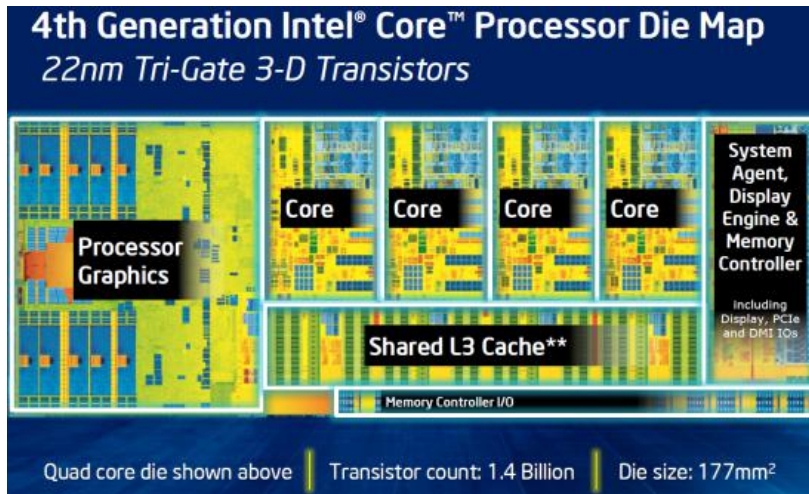 4th Generation Intel® Core™ Processor Die Map
22nm Tri-Gate 3-D Transistors
Processor
Graphics
Core
Core
Core
Core
System
Agent,
Display
Engine &
Memory
Controller
including
Display, PCIe
and DMI IOs
Shared L3 Cache**
Memory Controller I/O
Quad core die shown above
Transistor count: 1.4 Billion
Die size: 177mm²